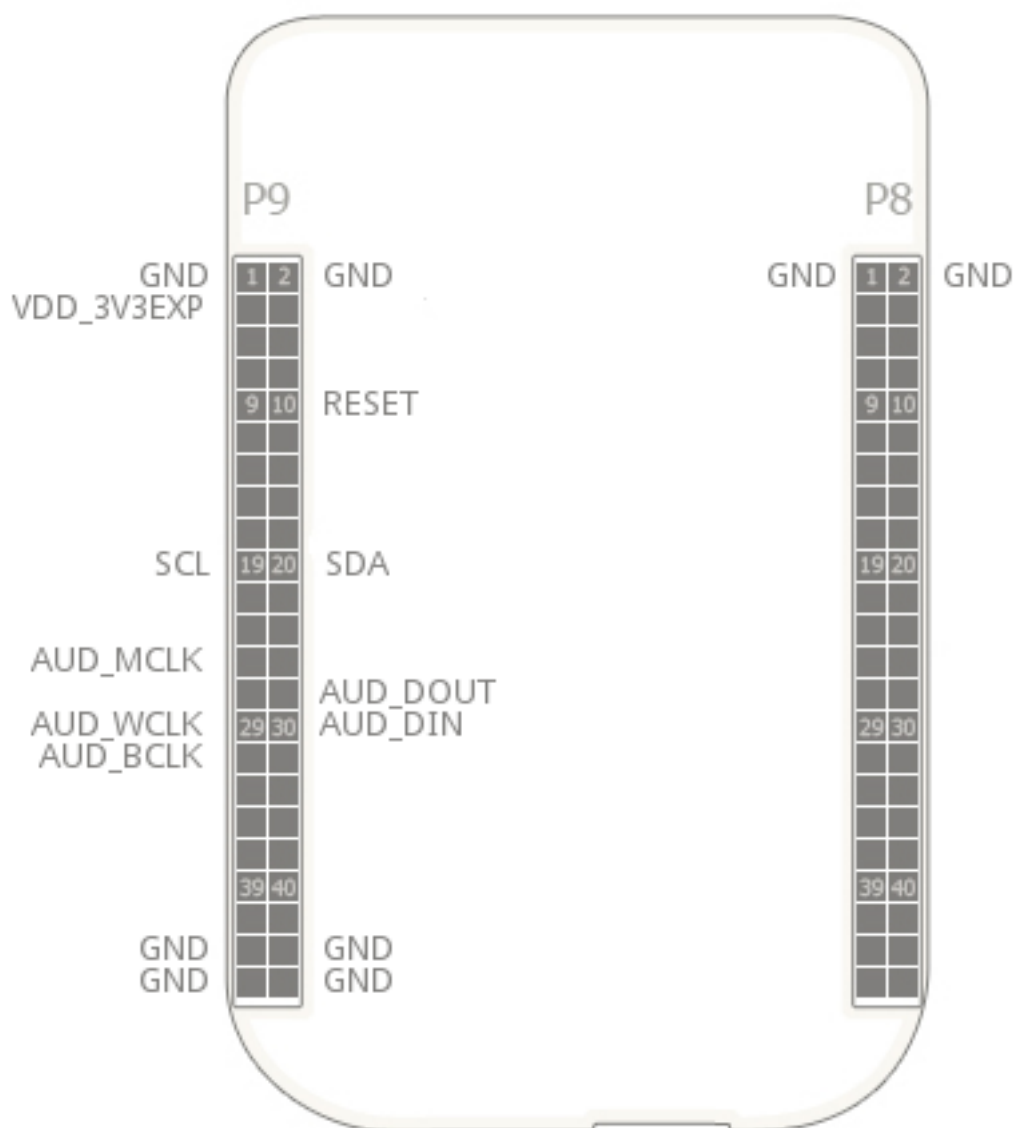 P9 P8
GND 1 2 GND GND 1 2 GND
VDD_3V3EXP
9 10 RESET 9 10
SCL 19 20 SDA 19 20
AUD_MCLK
AUD_DOUT
AUD_WCLK 29 30 AUD_DIN 29 30
AUD_BCLK
39 40 39 40
GND GND
GND GND